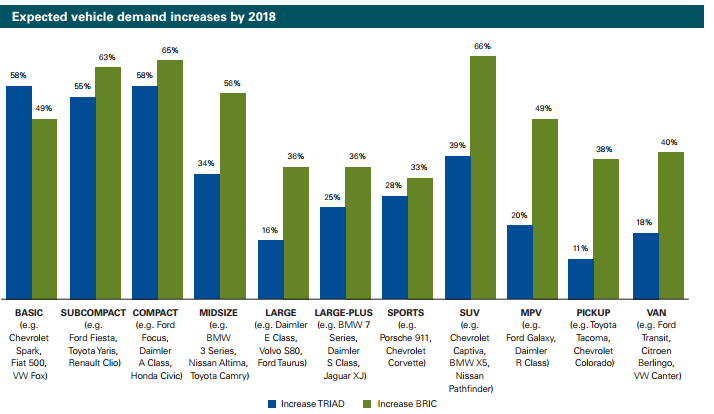 Expected vehicle demand increases by 2018
58%
49%
55%
63%
58%
65%
34%
56%
16%
36%
25%
36%
28%
33%
39%
66%
20%
49%
11%
38%
18%
40%
BASIC
(e.g.
Chevrolet
Spark,
Fiat 500,
VW Fox)
SUBCOMPACT
(e.g.
Ford Fiesta,
Toyota Yaris,
Renault Clio)
COMPACT
(e.g. Ford
Focus,
Daimler
A Class,
Honda Civic)
MIDSIZE
(e.g.
BMW
3 Series,
Nissan Altima,
Toyota Camry)
LARGE
(e.g. Daimler
E Class,
Volvo S80,
Ford Taurus)
LARGE-PLUS
(e.g. BMW 7
Series,
Daimler
S Class,
Jaguar XJ)
SPORTS
(e.g.
Porsche 911,
Chevrolet
Corvette)
SUV
(e.g.
Chevrolet
Captiva,
BMW X5,
Nissan
Pathfinder)
MPV
(e.g.
Ford Galaxy,
Daimler
R Class)
PICKUP
(e.g. Toyota
Tacoma,
Chevrolet
Colorado)
VAN
(e.g. Ford
Transit,
Citroen
Berlingo,
VW Canter)
Increase TRIAD
Increase BRIC